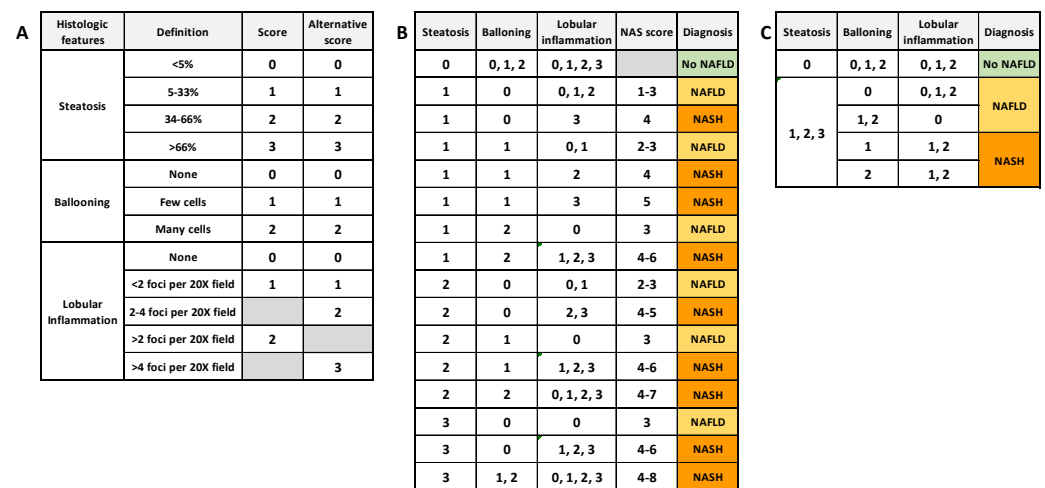 A
Histologic features Definition Score Alternative score
Steatosis <5% 0 0
5-33% 1 1
34-66% 2 2
>66% 3 3
Ballooning None 0 0
Few cells 1 1
Many cells 2 2
Lobular Inflammation None 0 0
<2 foci per 20X field 1 1
2-4 foci per 20X field 2
>2 foci per 20X field 2
>4 foci per 20X field 3
B
Steatosis Balloning Lobular inflammation NAS score Diagnosis
0 0, 1, 2 0, 1, 2, 3 No NAFLD
1 0 0, 1, 2 1-3 NAFLD
1 0 3 4 NASH
1 1 0, 1 2-3 NAFLD
1 1 2 4 NASH
1 1 3 5 NASH
1 2 0 3 NAFLD
1 2 1, 2, 3 4-6 NASH
2 0 0, 1 2-3 NAFLD
2 0 2, 3 4-5 NASH
2 1 0 3 NAFLD
2 1 1, 2, 3 4-6 NASH
2 2 0, 1, 2, 3 4-7 NASH
3 0 0 3 NAFLD
3 0 1, 2, 3 4-6 NASH
3 1, 2 0, 1, 2, 3 4-8 NASH
C
Steatosis Balloning Lobular inflammation Diagnosis
0 0, 1, 2 0, 1, 2 No NAFLD
1, 2, 3 0 0, 1, 2 NAFLD
1, 2 0
1 1, 2 NASH
2 1, 2